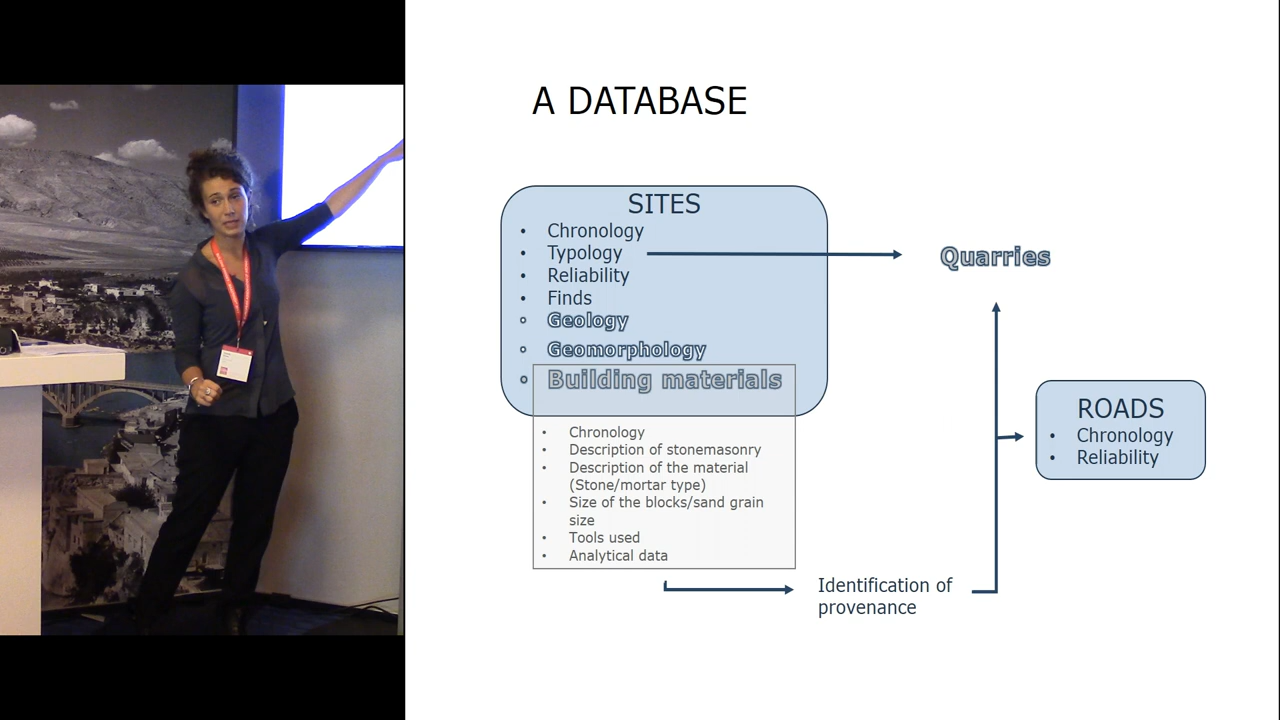 A DATABASE
SITES
• Chronology
• Typology
• Reliability
• Finds
• Geology
• Geomorphology
• Building materials
• Chronology
• Description of stonemasonry
• Description of the material
(Stone/mortar type)
• Size of the blocks/sand grain
size
• Tools used
• Analytical data
Identification of
provenance
Quarries
ROADS
• Chronology
• Reliability